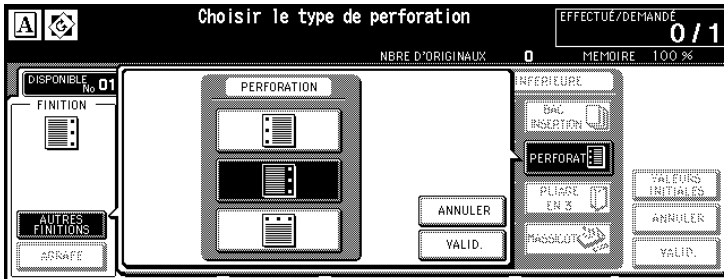 A
Choisir le type de perforation
EFFECTUÉ/DEMANDÉ
0 / 1
NBRE D'ORIGINAUX 0 MEMOIRE 100 %
DISPONIBLE
No 01
FINITION
AUTRES
FINITIONS
AGRAFE
PERFORATION
ANNULER
VALID.
INFERIEURE
BAC
INSERTION
PERFORAT
PLIAGE
EN 3
MASSICOT
VALEURS
INITIALES
ANNULER
VALID.